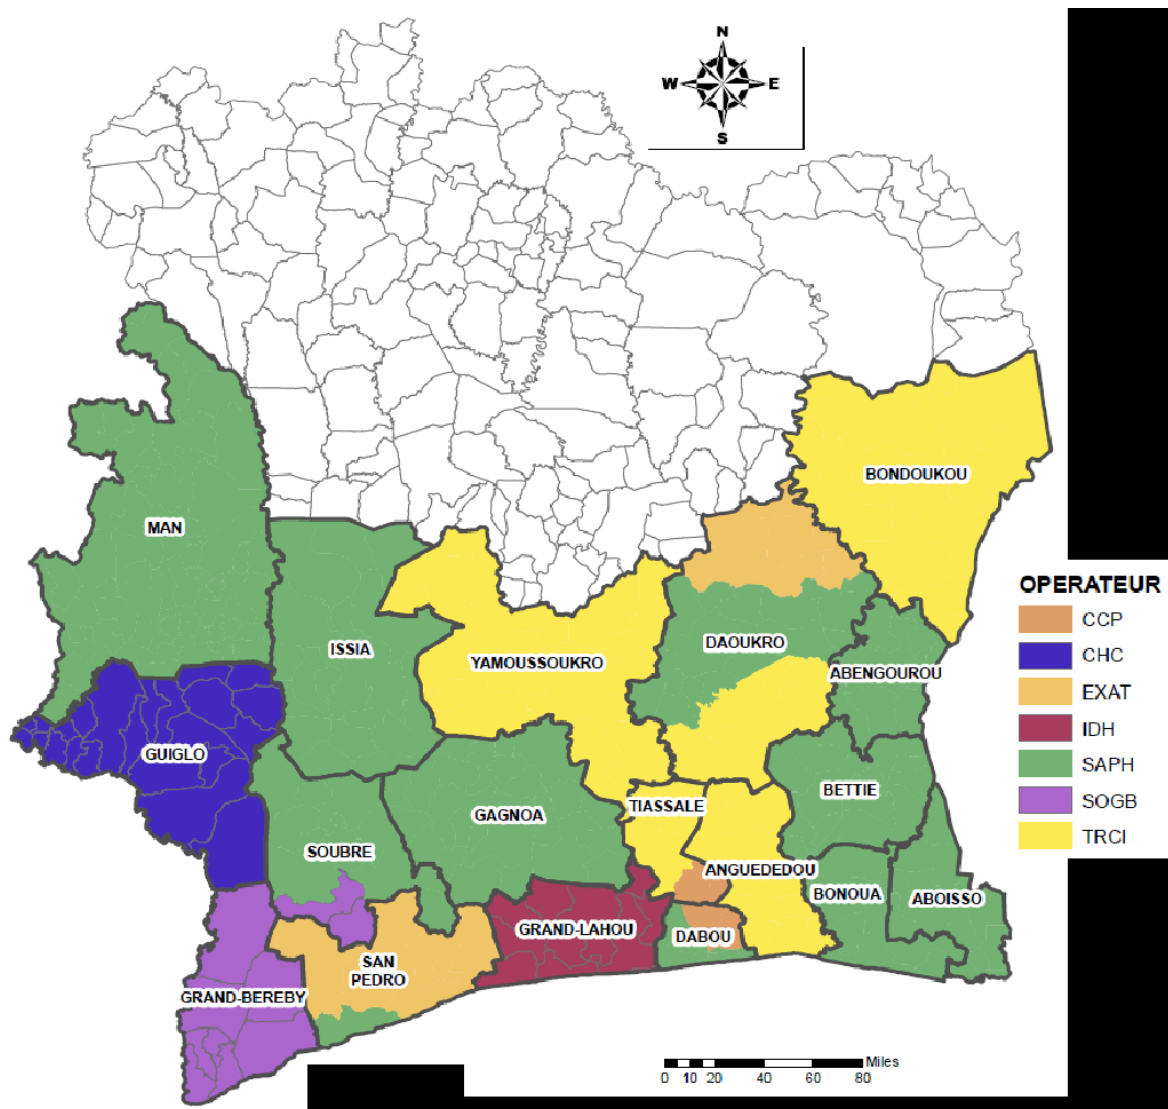 N
W
E
S
BONDOUKOU
MAN
OPERATEUR
CCP
CHC
EXAT
IDH
SAPH
SOGB
TRCI
DAOUKRO
ISSIA
YAMOUSSOUKRO
ABENGOUROU
GUIGLO
BETTIE
TIASSALE
GAGNOA
SOUBRE
ANGUEDEDOU
BONOUA
ABOISSO
GRAND-LAHOU
DABOU
SAN
PEDRO
GRAND-BEREBY
Miles
0 10 20 40 60 80